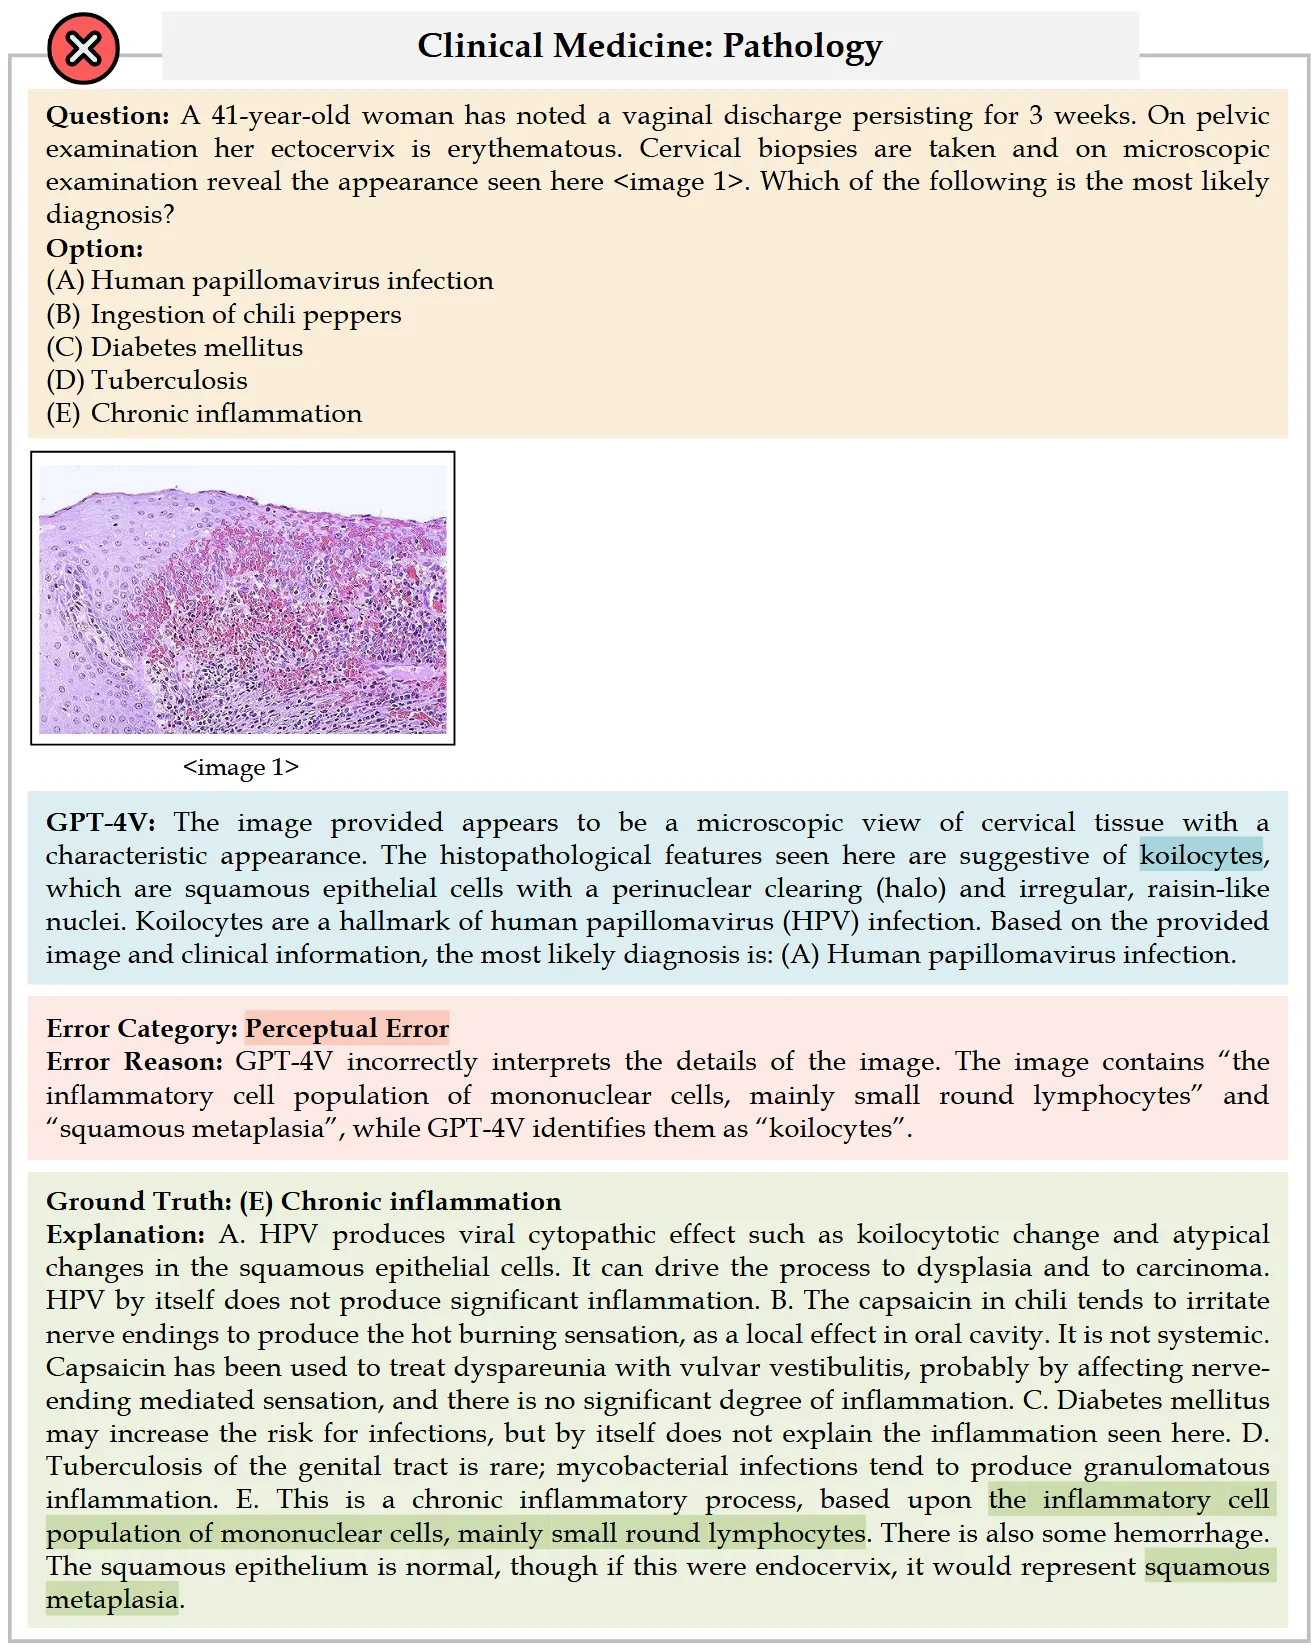 Clinical Medicine: Pathology
Question: A 41-year-old woman has noted a vaginal discharge persisting for 3 weeks. On pelvic
examination her ectocervix is erythematous. Cervical biopsies are taken and on microscopic
examination reveal the appearance seen here <image 1>. Which of the following is the most likely
diagnosis?
Option:
(A) Human papillomavirus infection
(B) Ingestion of chili peppers
(C) Diabetes mellitus
(D) Tuberculosis
(E) Chronic inflammation
<image 1>
GPT-4V: The image provided appears to be a microscopic view of cervical tissue with a
characteristic appearance. The histopathological features seen here are suggestive of koilocytes,
which are squamous epithelial cells with a perinuclear clearing (halo) and irregular, raisin-like
nuclei. Koilocytes are a hallmark of human papillomavirus (HPV) infection. Based on the provided
image and clinical information, the most likely diagnosis is: (A) Human papillomavirus infection.
Error Category: Perceptual Error
Error Reason: GPT-4V incorrectly interprets the details of the image. The image contains “the
inflammatory cell population of mononuclear cells, mainly small round lymphocytes” and
“squamous metaplasia”, while GPT-4V identifies them as “koilocytes”.
Ground Truth: (E) Chronic inflammation
Explanation: A. HPV produces viral cytopathic effect such as koilocytotic change and atypical
changes in the squamous epithelial cells. It can drive the process to dysplasia and to carcinoma.
HPV by itself does not produce significant inflammation. B. The capsaicin in chili tends to irritate
nerve endings to produce the hot burning sensation, as a local effect in oral cavity. It is not systemic.
Capsaicin has been used to treat dyspareunia with vulvar vestibulitis, probably by affecting nerve-
ending mediated sensation, and there is no significant degree of inflammation. C. Diabetes mellitus
may increase the risk for infections, but by itself does not explain the inflammation seen here. D.
Tuberculosis of the genital tract is rare; mycobacterial infections tend to produce granulomatous
inflammation. E. This is a chronic inflammatory process, based upon the inflammatory cell
population of mononuclear cells, mainly small round lymphocytes. There is also some hemorrhage.
The squamous epithelium is normal, though if this were endocervix, it would represent squamous
metaplasia.